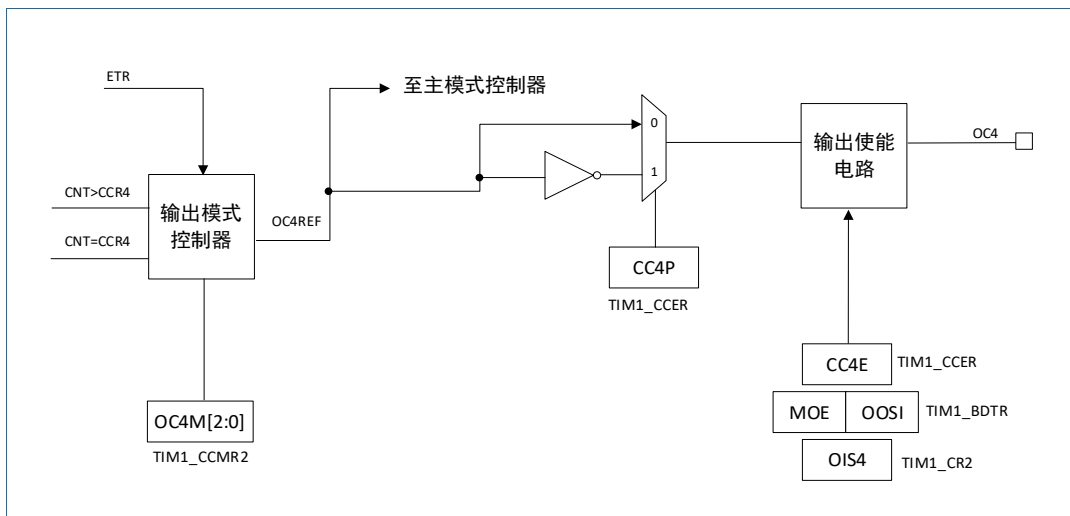 ETR
至主模式控制器
0
1
输出使能
电路
OC4
CNT>CCR4
CNT=CCR4
输出模式
控制器
OC4REF
CC4P
TIM1_CCER
CC4E
TIM1_CCER
MOE
OOSI
TIM1_BDTR
OIS4
TIM1_CR2
OC4M[2:0]
TIM1_CCMR2